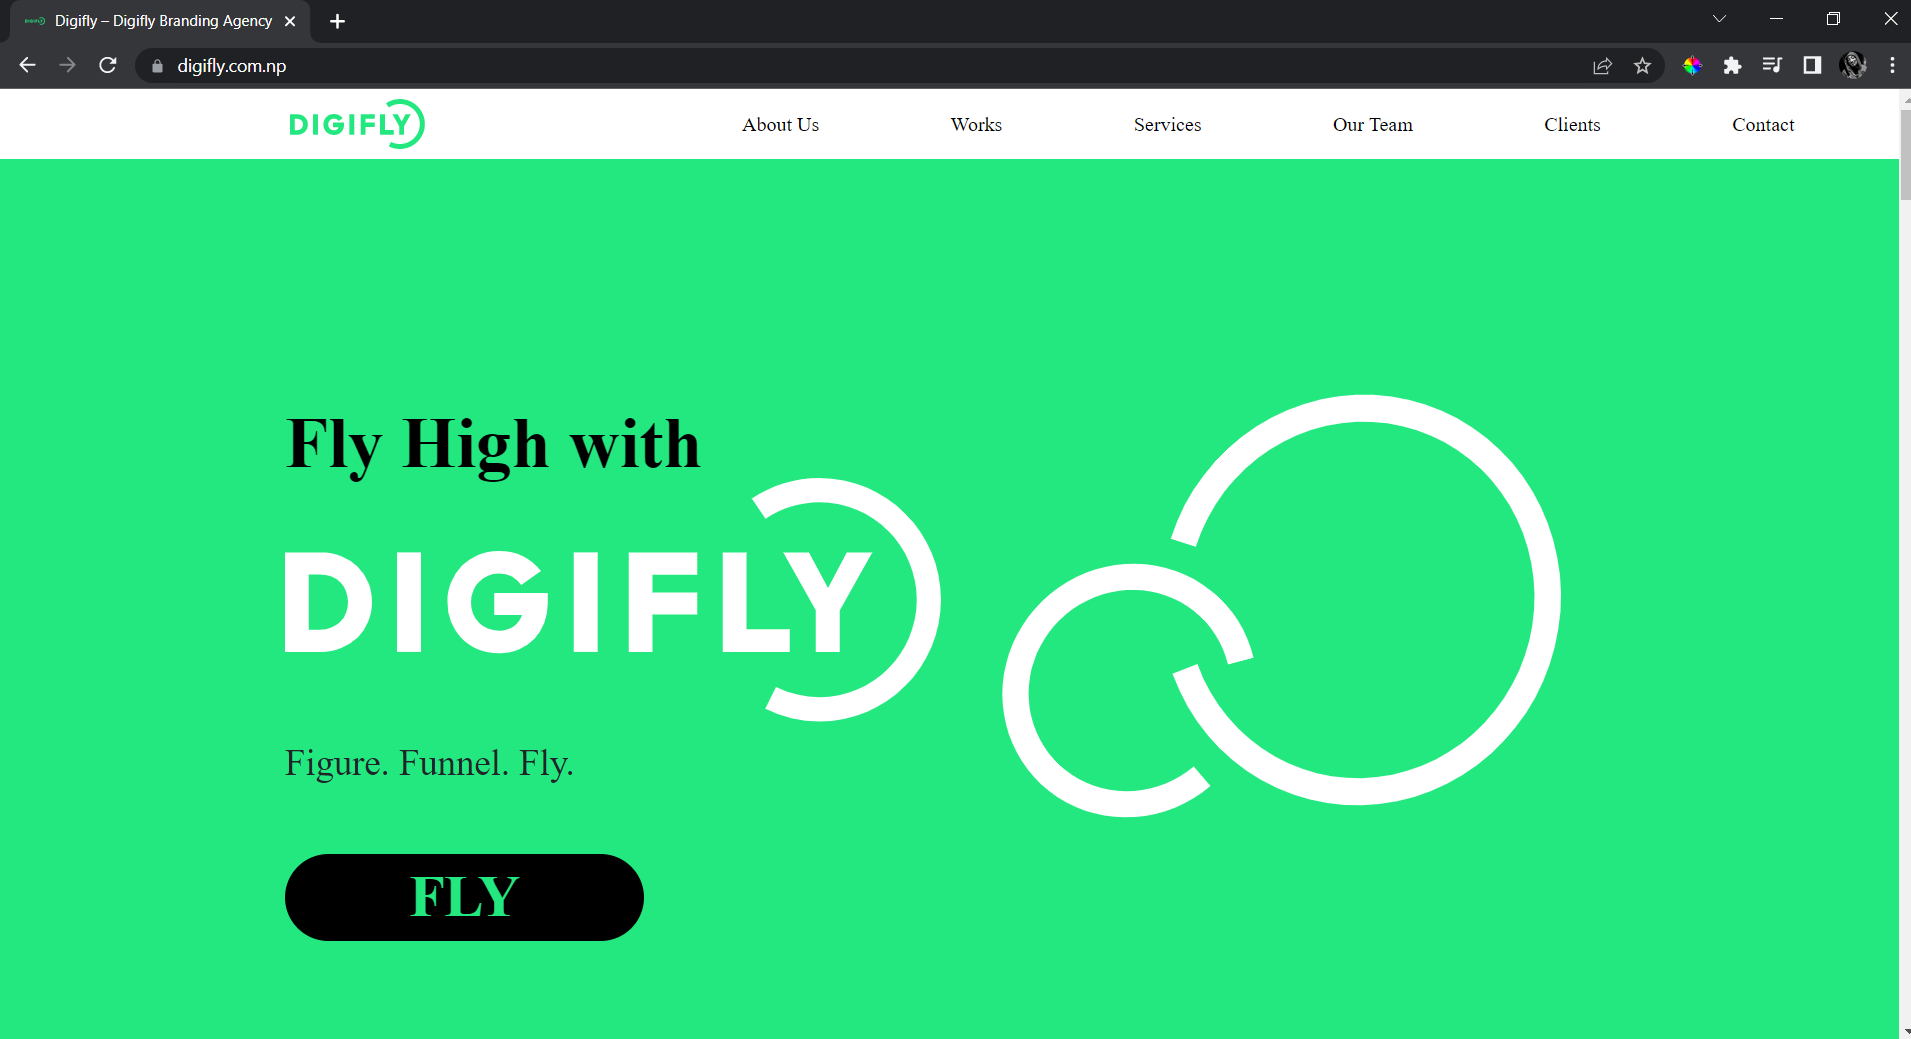 Digifly – Digifly Branding Agency
digifly.com.np
DIGIFLY
About Us Works Services Our Team Clients Contact
Fly High with
DIGIFLY
Figure. Funnel. Fly.
FLY